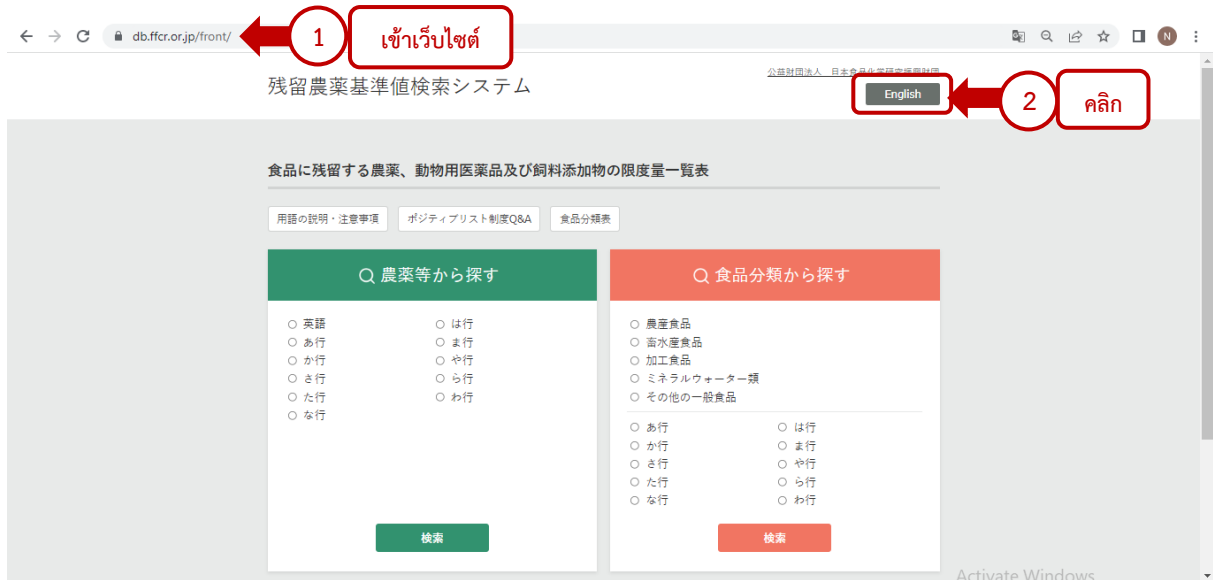 db.ffcr.or.jp/front/
1
เข้าเว็บไซต์
N
残留農薬基準値検索システム
公益財団法人 日本食品化学研究振興財団
English
2
คลิก
食品に残留する農薬、動物用医薬品及び飼料添加物の限度量一覧表
用語の説明・注意事項 ポジティブリスト制度Q&A 食品分類表
農薬等から探す
英語 は行
あ行 ま行
か行 や行
さ行 ら行
た行 わ行
な行
検索
食品分類から探す
農産食品
畜水産食品
加工食品
ミネラルウォーター類
その他の一般食品
あ行 は行
か行 ま行
さ行 や行
た行 ら行
な行 わ行
検索
Activate Windows